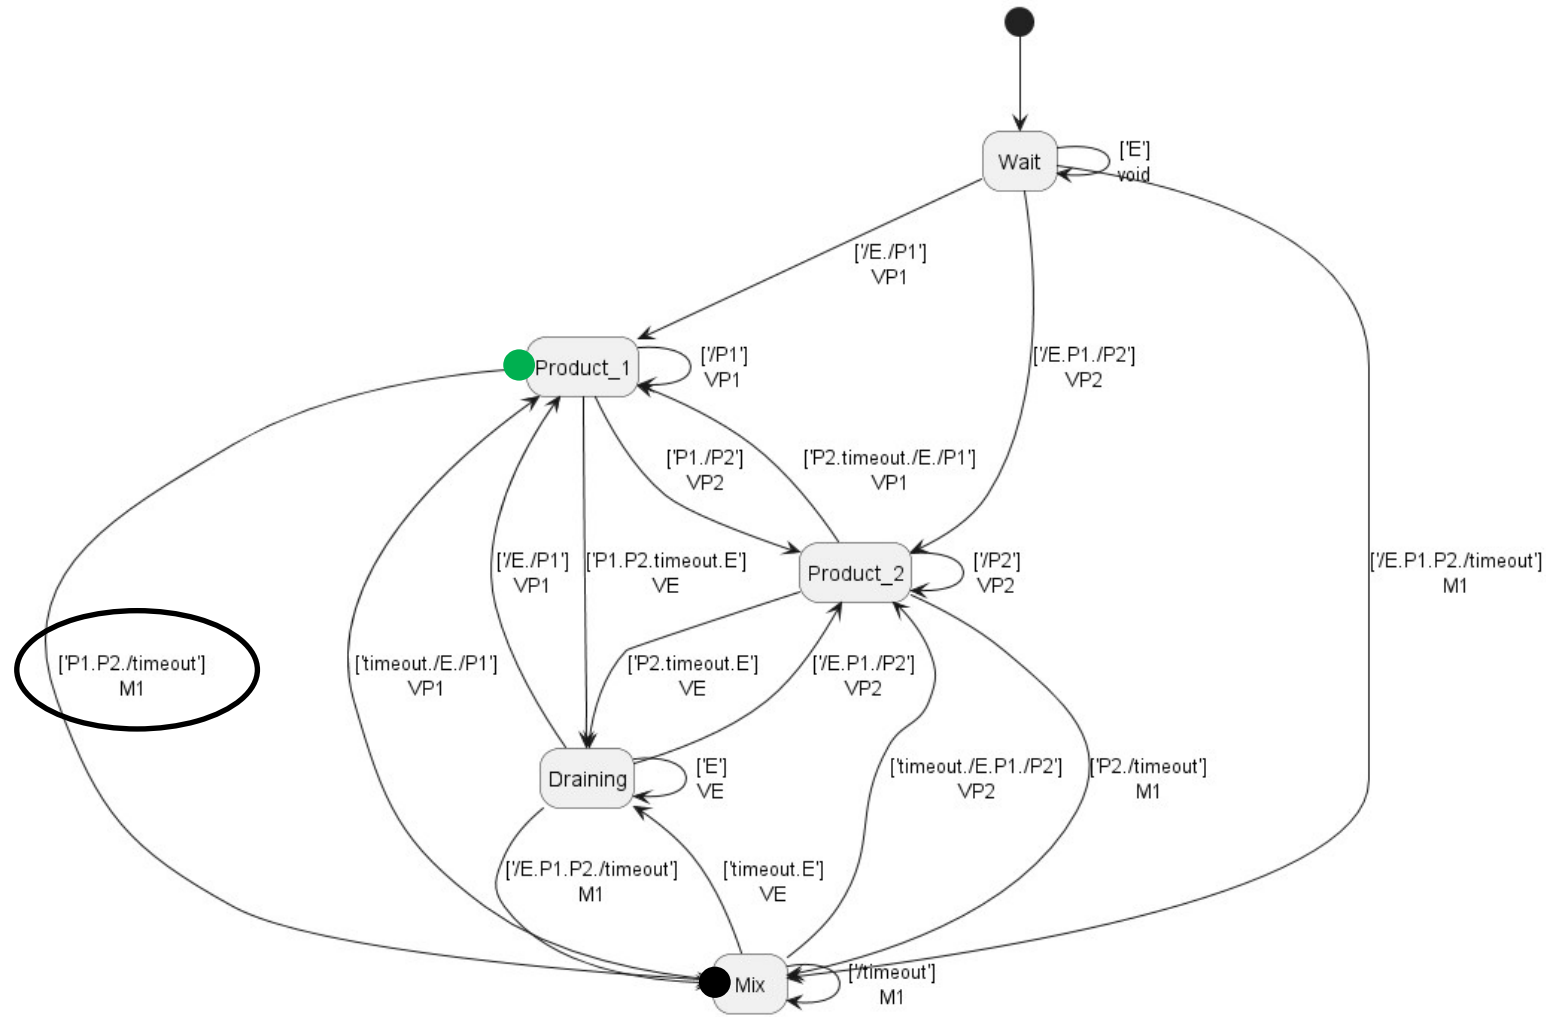 ['E']
Wait
void
['/E./P1']
VP1
['/E.P1./P2']
VP2
Product_1
['/P1']
VP1
['P1./P2']
VP2
['P2.timeout./E./P1']
VP1
['/E./P1']
VP1
['P1.P2.timeout.E']
VE
Product_2
['/P2']
VP2
['/E.P1.P2./timeout']
M1
['P1.P2./timeout']
M1
['timeout./E./P1']
VP1
['P2.timeout.E']
VE
['/E.P1./P2']
VP2
Draining
['E']
VE
['timeout./E.P1./P2']
VP2
['P2./timeout']
M1
['/E.P1.P2./timeout']
M1
['timeout.E']
VE
Mix
['/timeout']
M1